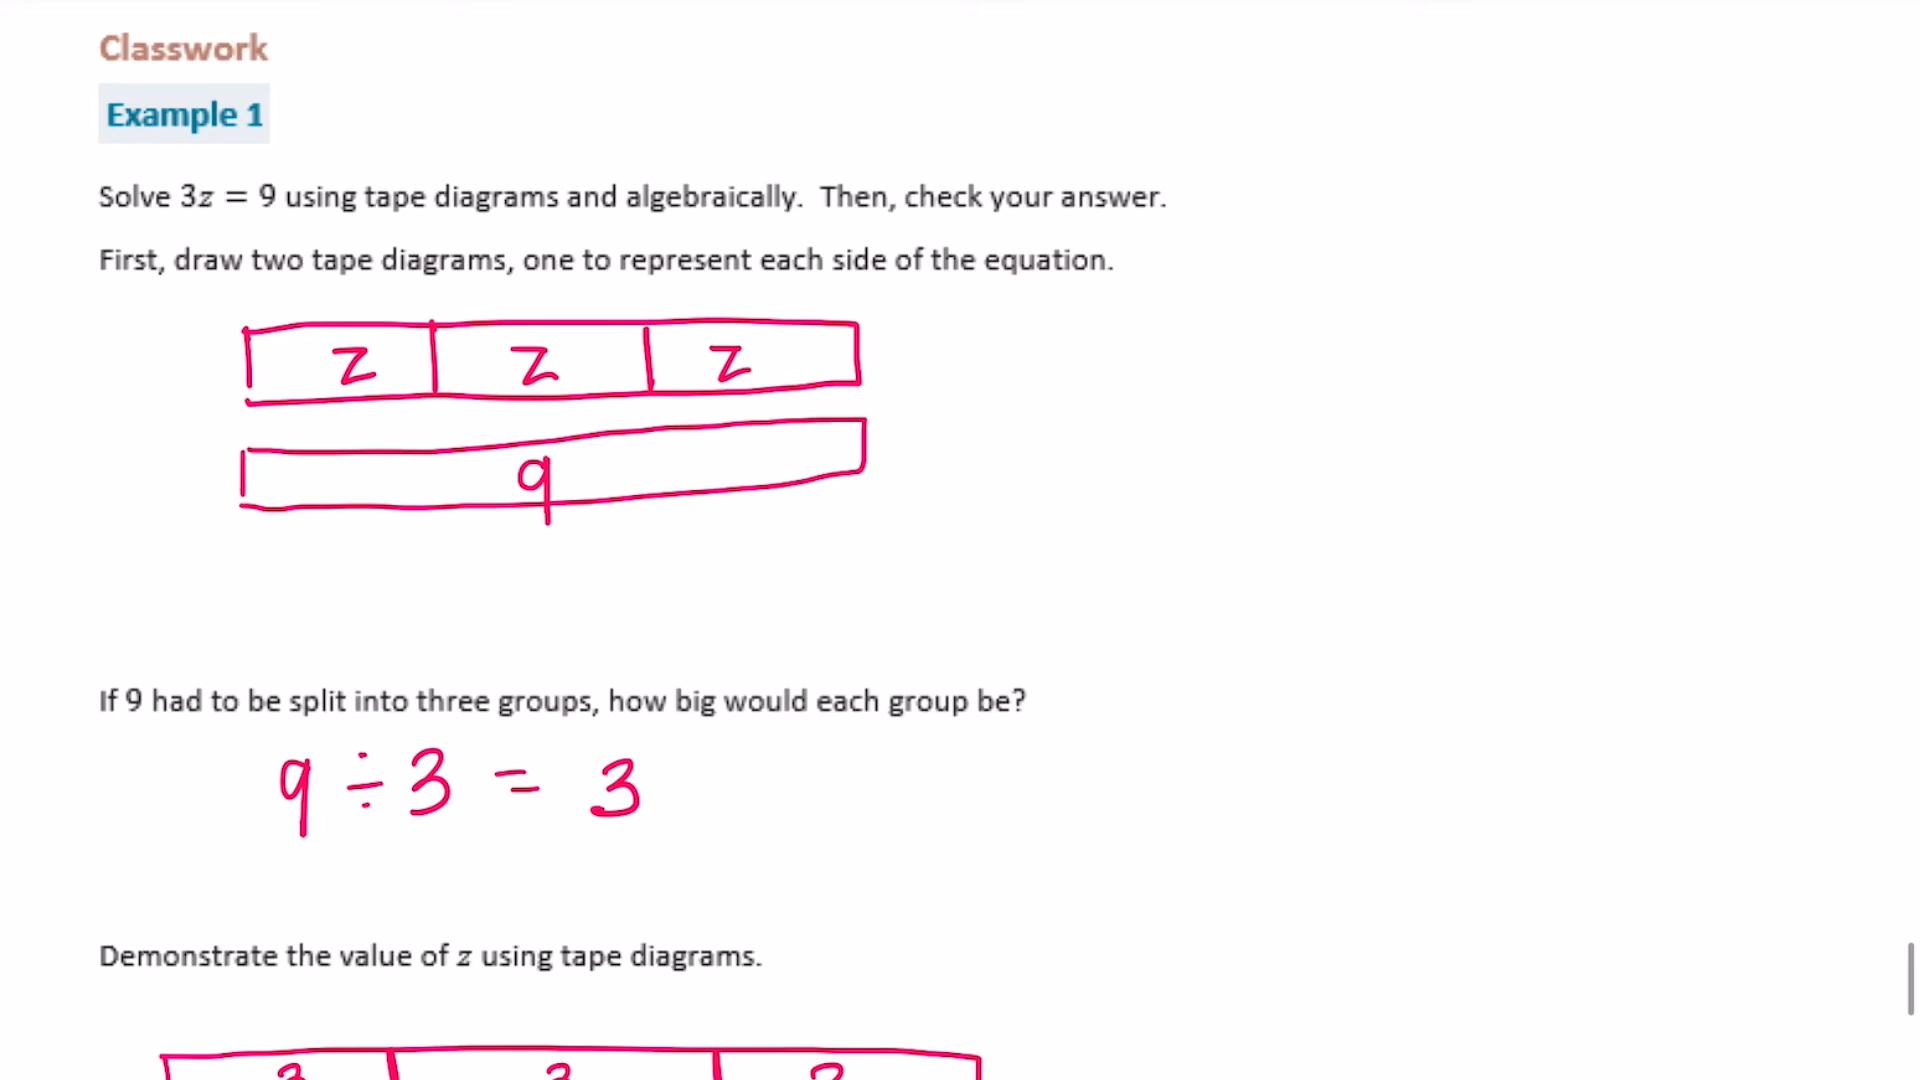 Classwork
Example 1
Solve 3z = 9 using tape diagrams and algebraically. Then, check your answer.
First, draw two tape diagrams, one to represent each side of the equation.
z z z
9
If 9 had to be split into three groups, how big would each group be?
9 ÷ 3 = 3
Demonstrate the value of z using tape diagrams.